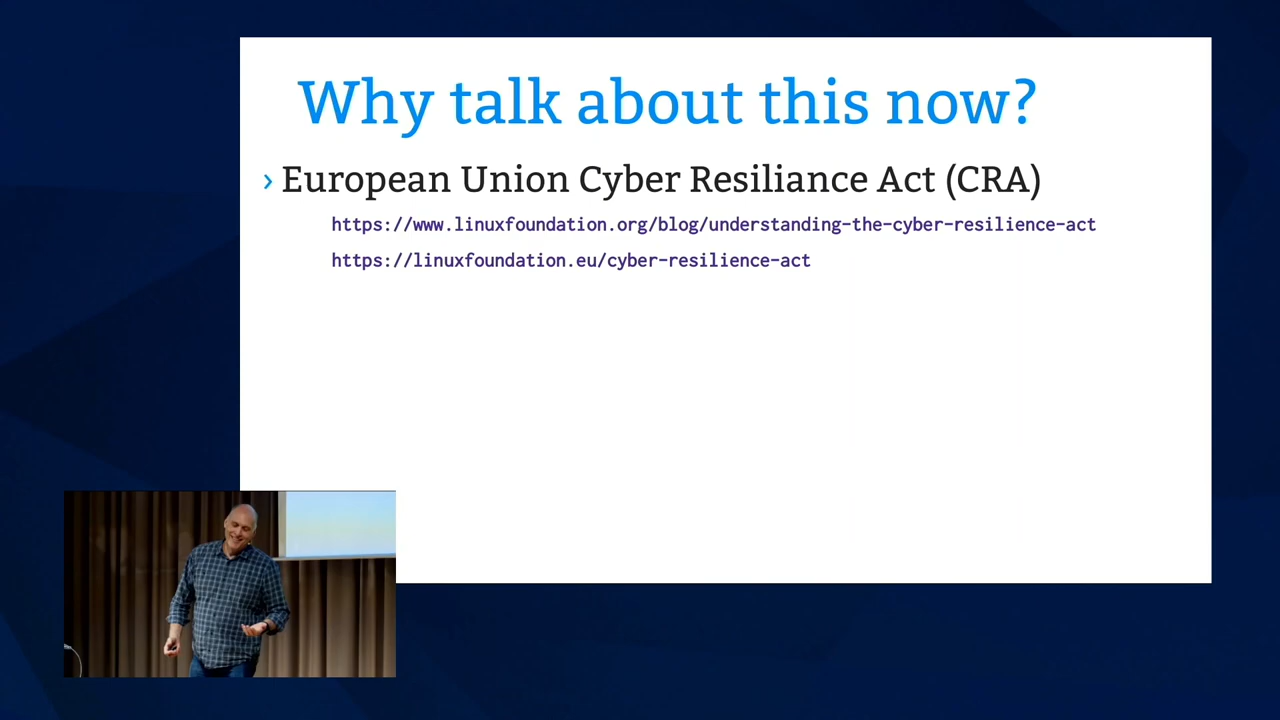 Why talk about this now?
› European Union Cyber Resiliance Act (CRA)
https://www.linuxfoundation.org/blog/understanding-the-cyber-resilience-act
https://linuxfoundation.eu/cyber-resilience-act